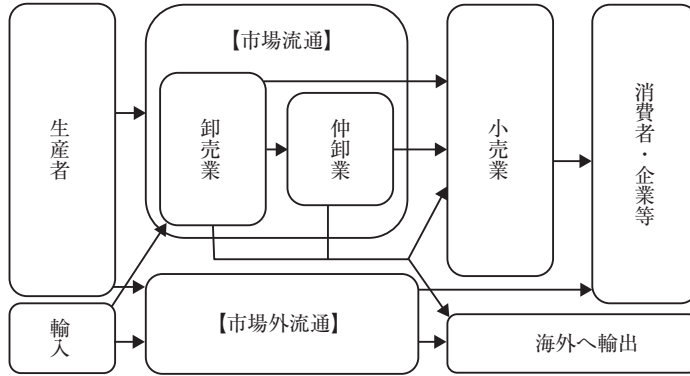 【市場流通】
生産者
卸売業
仲卸業
小売業
消費者・企業等
輸入
【市場外流通】
海外へ輸出